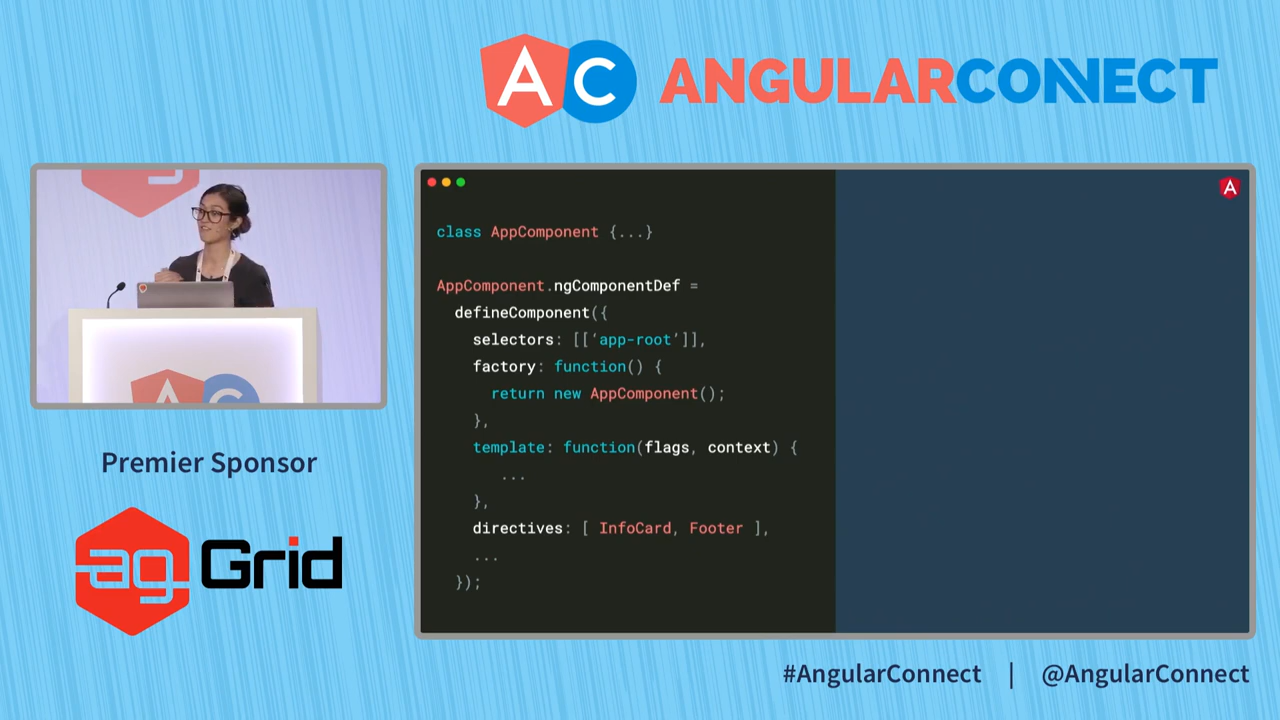 AC ANGULARCONNECT
class AppComponent {...}
AppComponent.ngComponentDef =
defineComponent({
selectors: [['app-root']],
factory: function() {
return new AppComponent();
},
template: function(flags, context) {
...
},
directives: [ InfoCard, Footer ],
...
});
A
Premier Sponsor
ag Grid
#AngularConnect | @AngularConnect